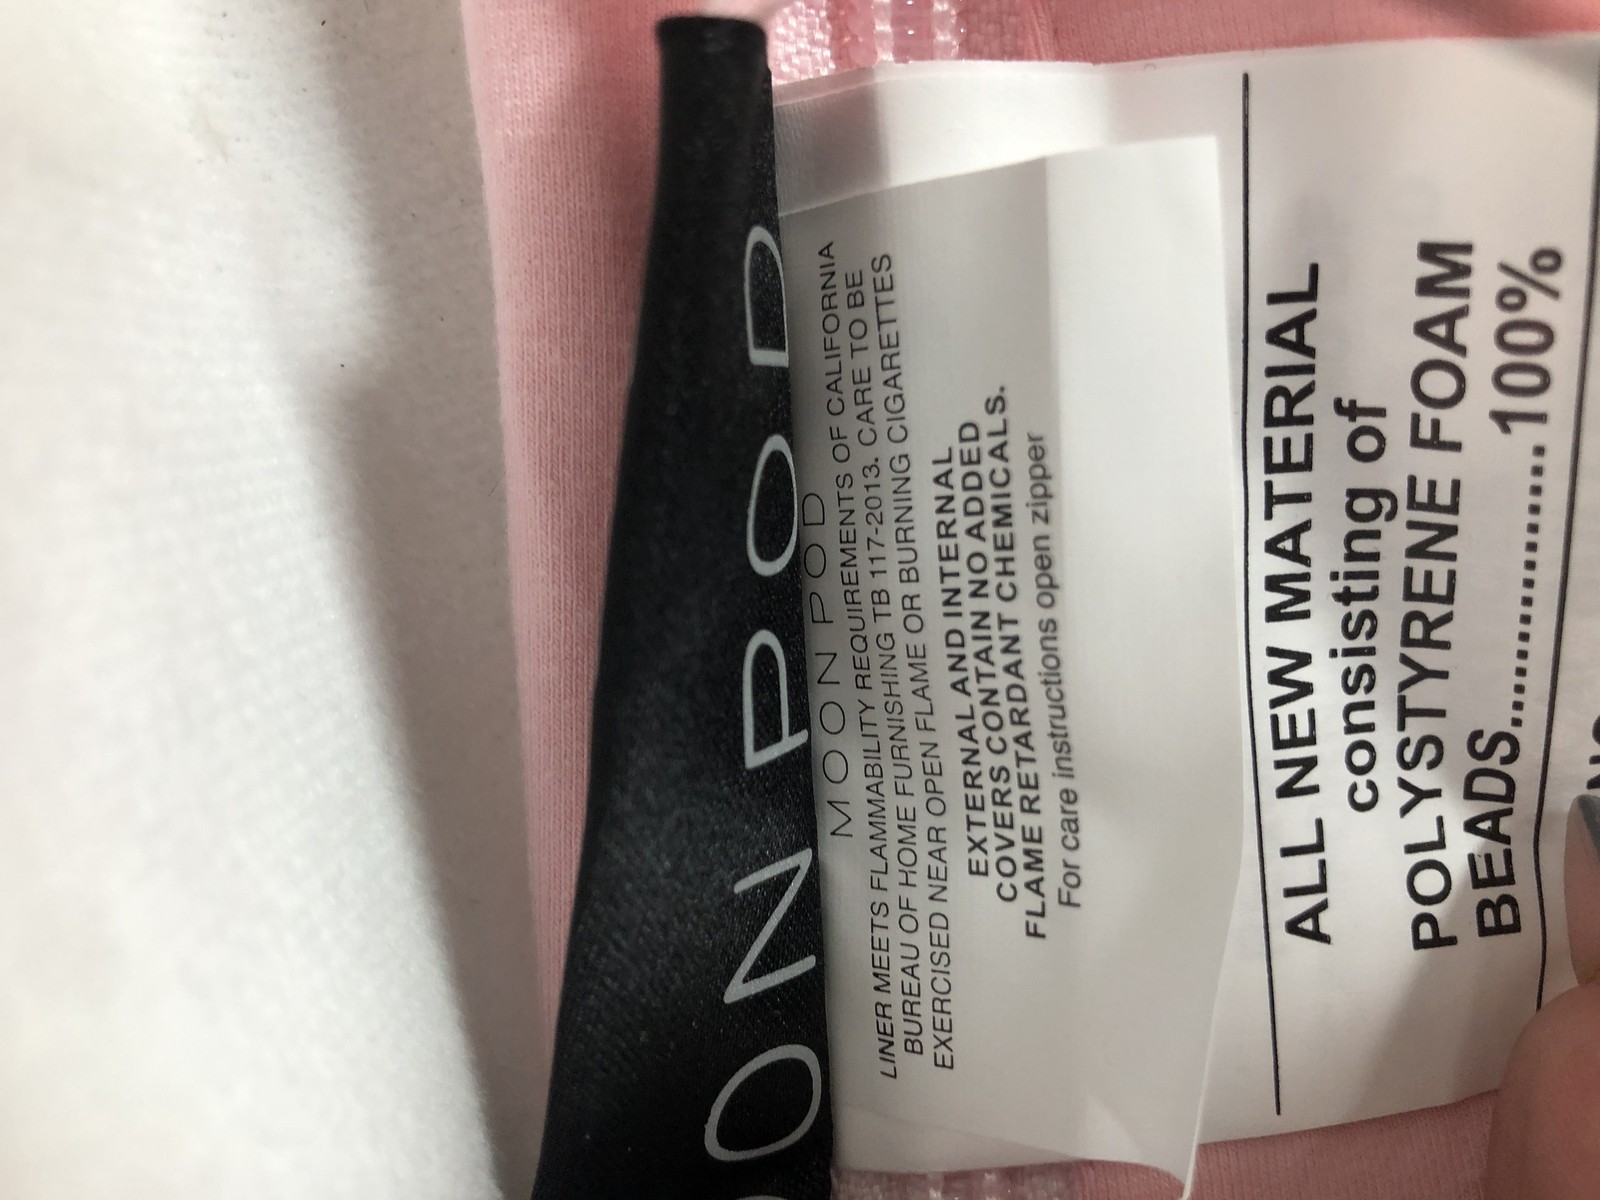 ON POD
MOON POD
LINER MEETS FLAMMABILITY REQUIREMENTS OF CALIFORNIA
BUREAU OF HOME FURNISHING TB 117-2013. CARE TO BE
EXERCISED NEAR OPEN FLAME OR BURNING CIGARETTES
EXTERNAL AND INTERNAL
COVERS CONTAIN NO ADDED
FLAME RETARDANT CHEMICALS.
For care instructions open zipper
ALL NEW MATERIAL
consisting of
POLYSTYRENE FOAM
BEADS..................100%